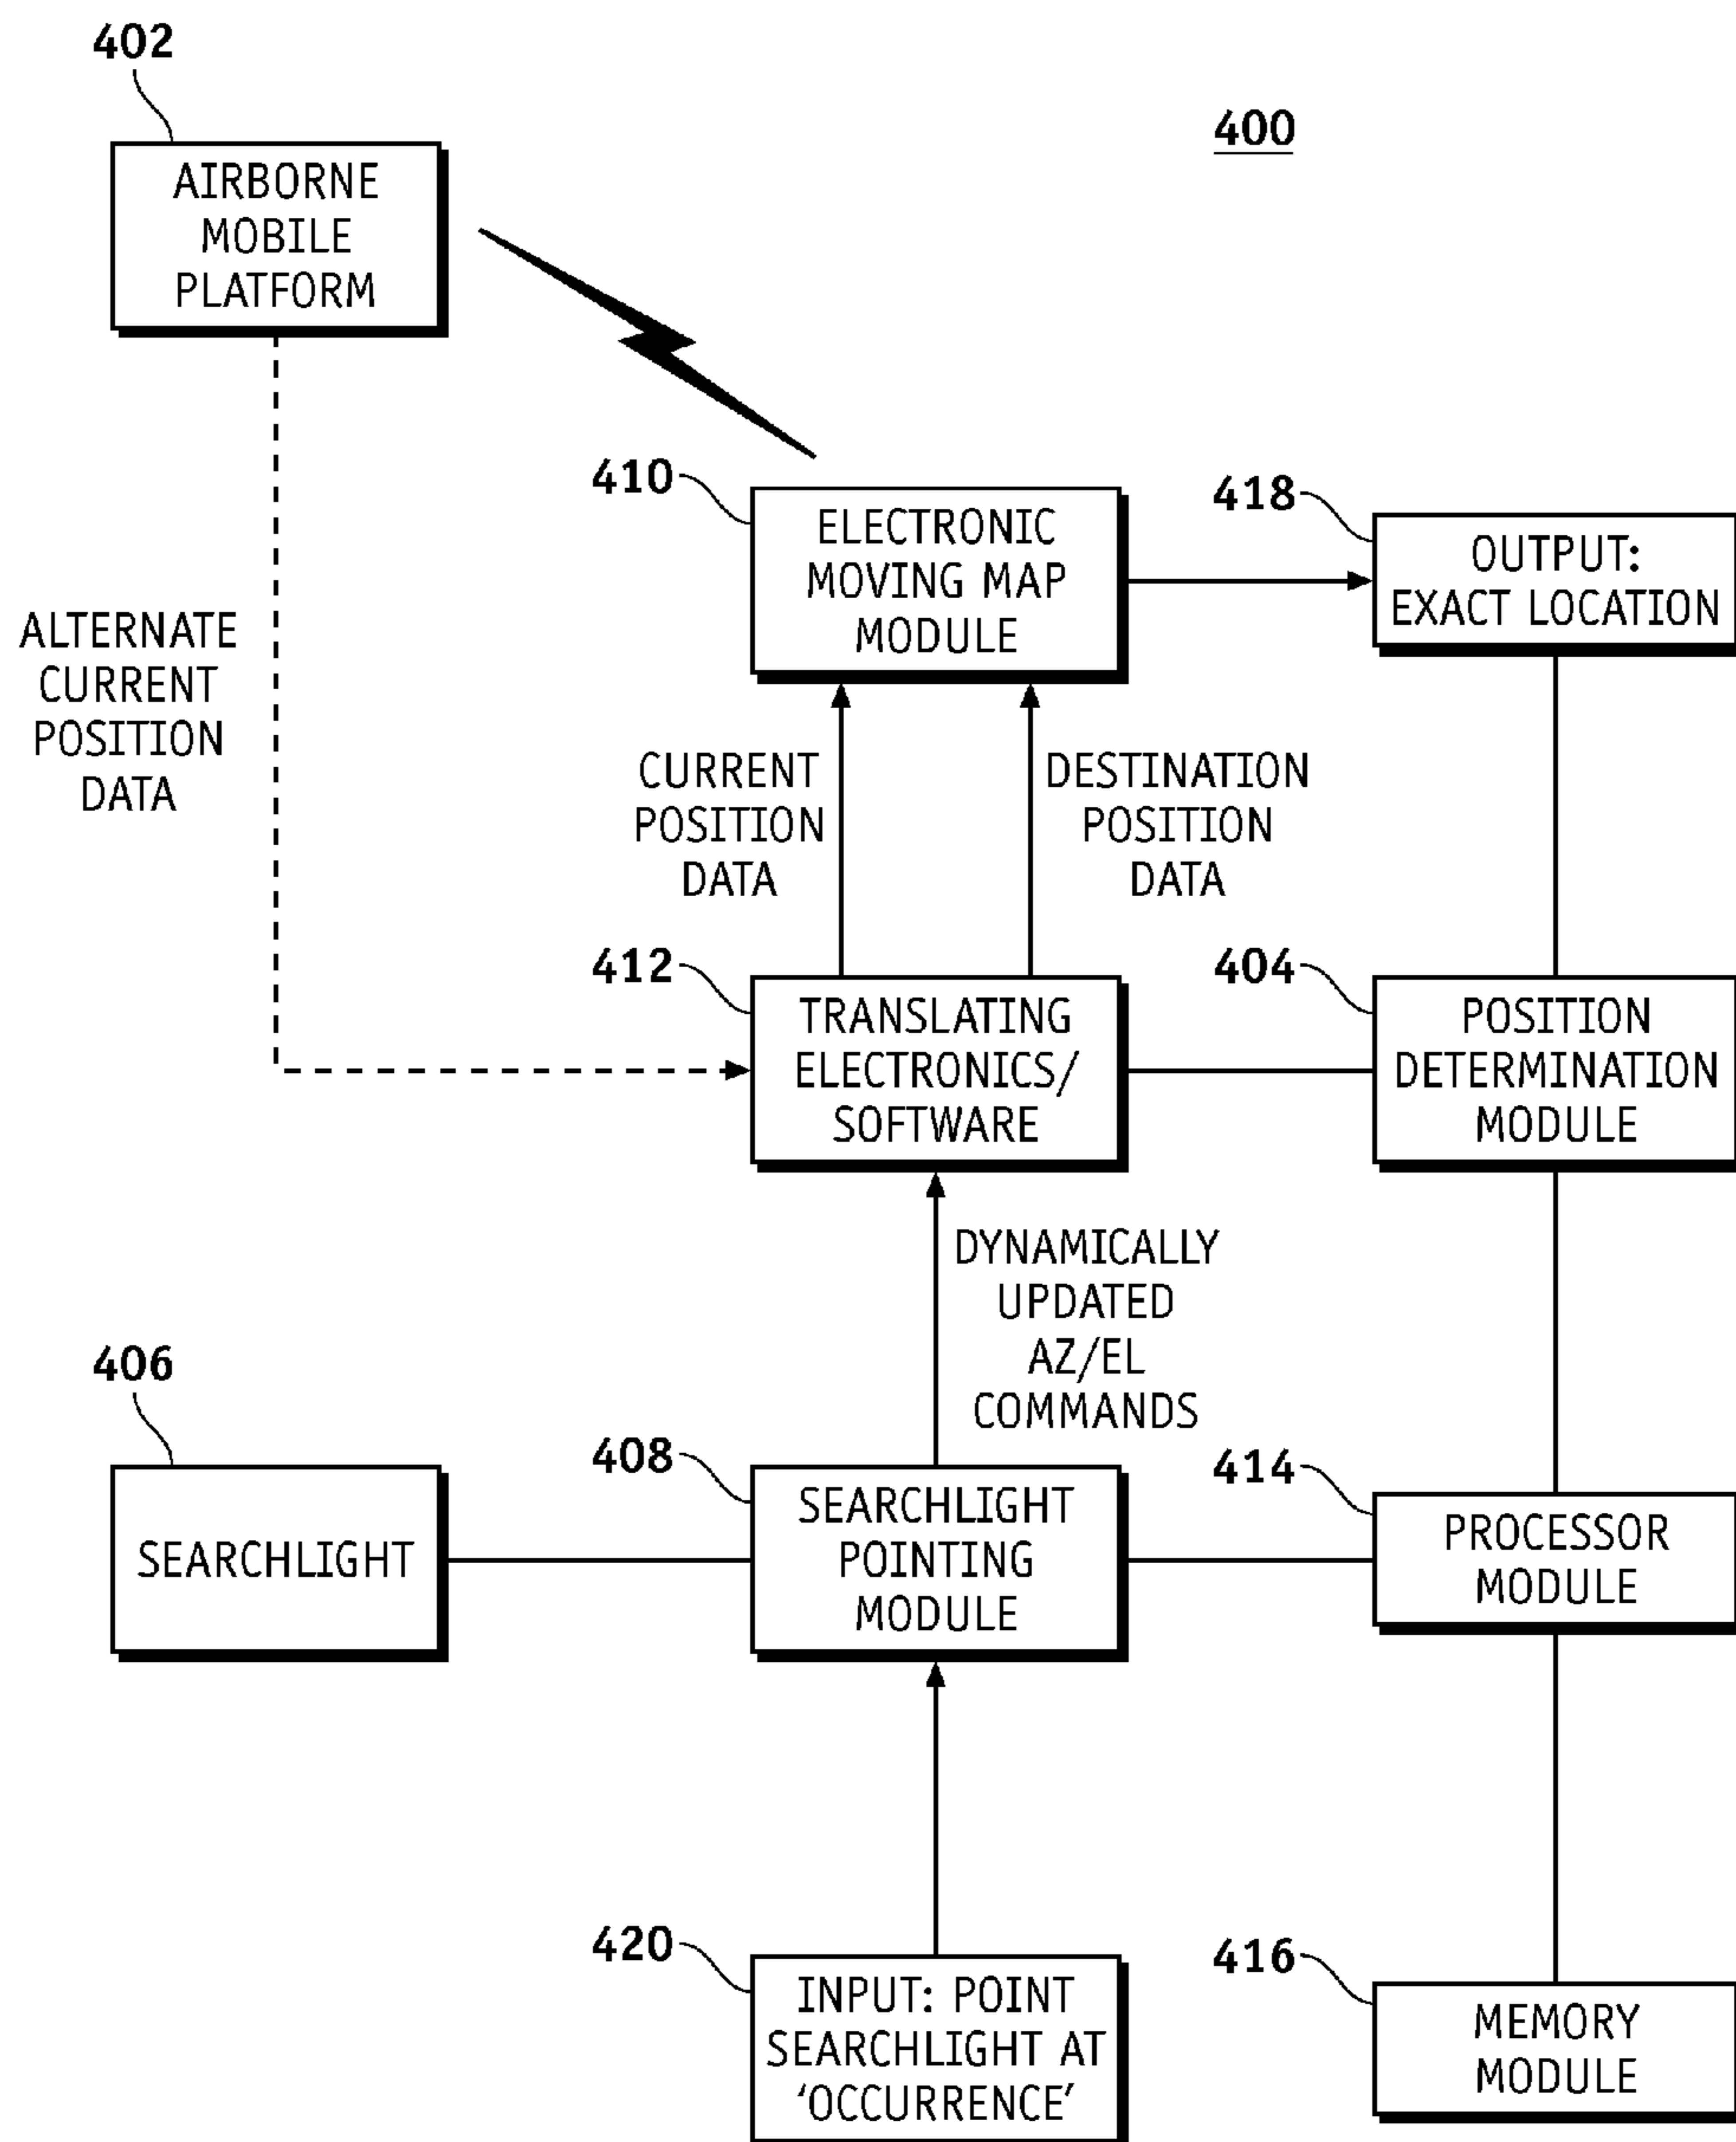 402
400
AIRBORNE
MOBILE
PLATFORM
410
418
ELECTRONIC
MOVING MAP
MODULE
OUTPUT:
EXACT LOCATION
ALTERNATE
CURRENT
POSITION
DATA
CURRENT
POSITION
DATA
DESTINATION
POSITION
DATA
412
404
TRANSLATING
ELECTRONICS/
SOFTWARE
POSITION
DETERMINATION
MODULE
DYNAMICALLY
UPDATED
AZ/EL
COMMANDS
406
408
414
SEARCHLIGHT
SEARCHLIGHT
POINTING
MODULE
PROCESSOR
MODULE
420
416
INPUT: POINT
SEARCHLIGHT AT
'OCCURRENCE'
MEMORY
MODULE